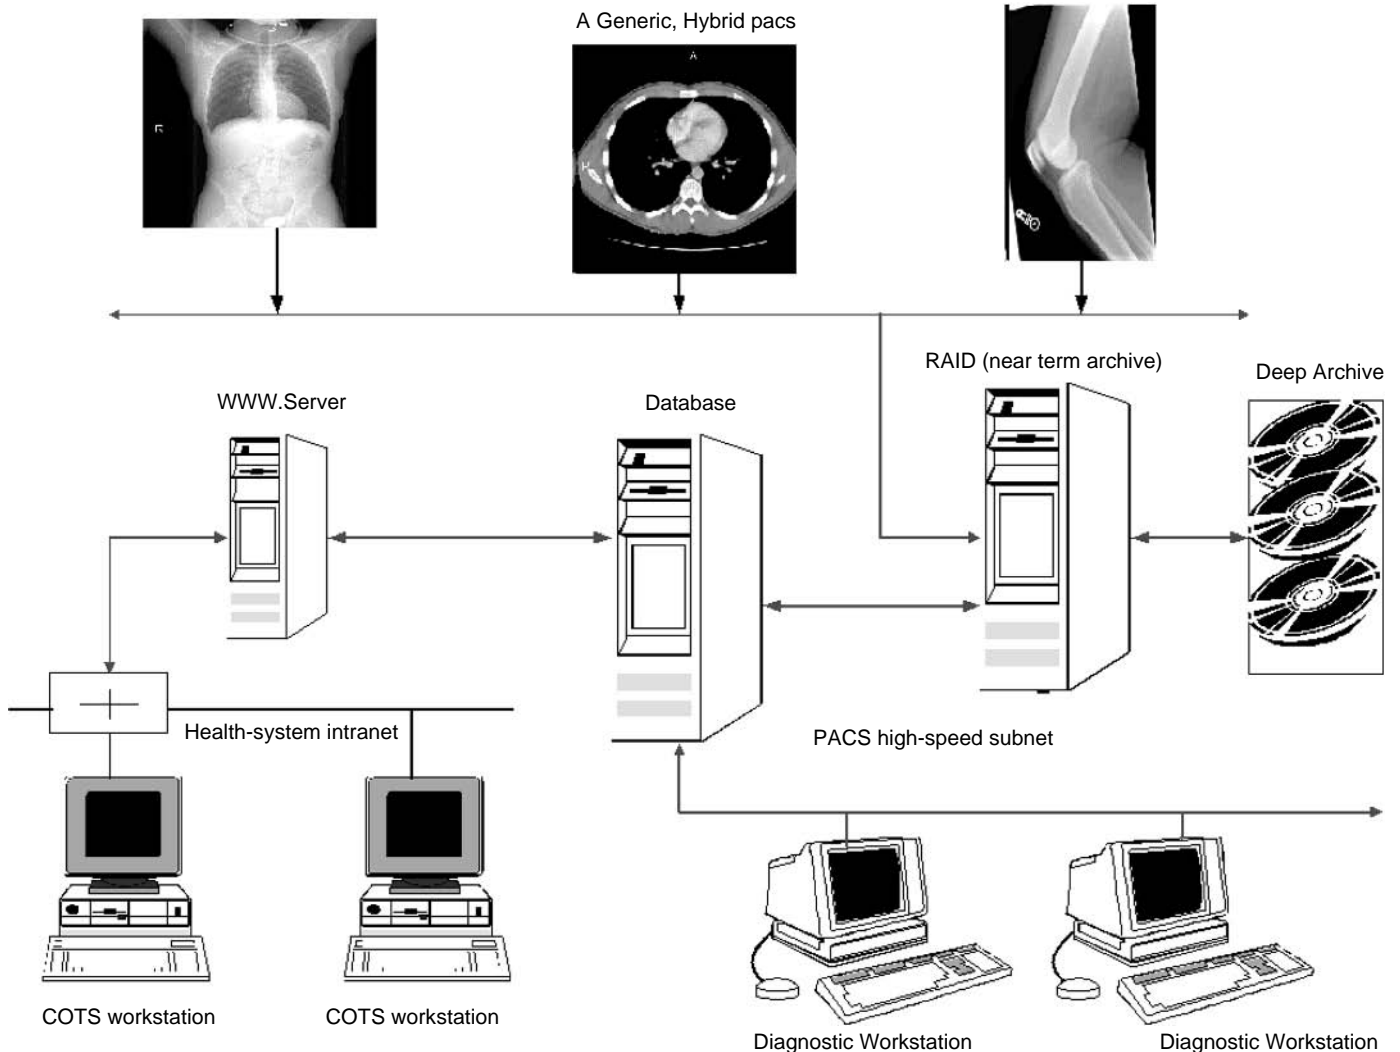 A Generic, Hybrid pacs
A
R
RAID (near term archive)
Deep Archive
WWW.Server
Database
Health-system intranet
PACS high-speed subnet
COTS workstation
COTS workstation
Diagnostic Workstation
Diagnostic Workstation